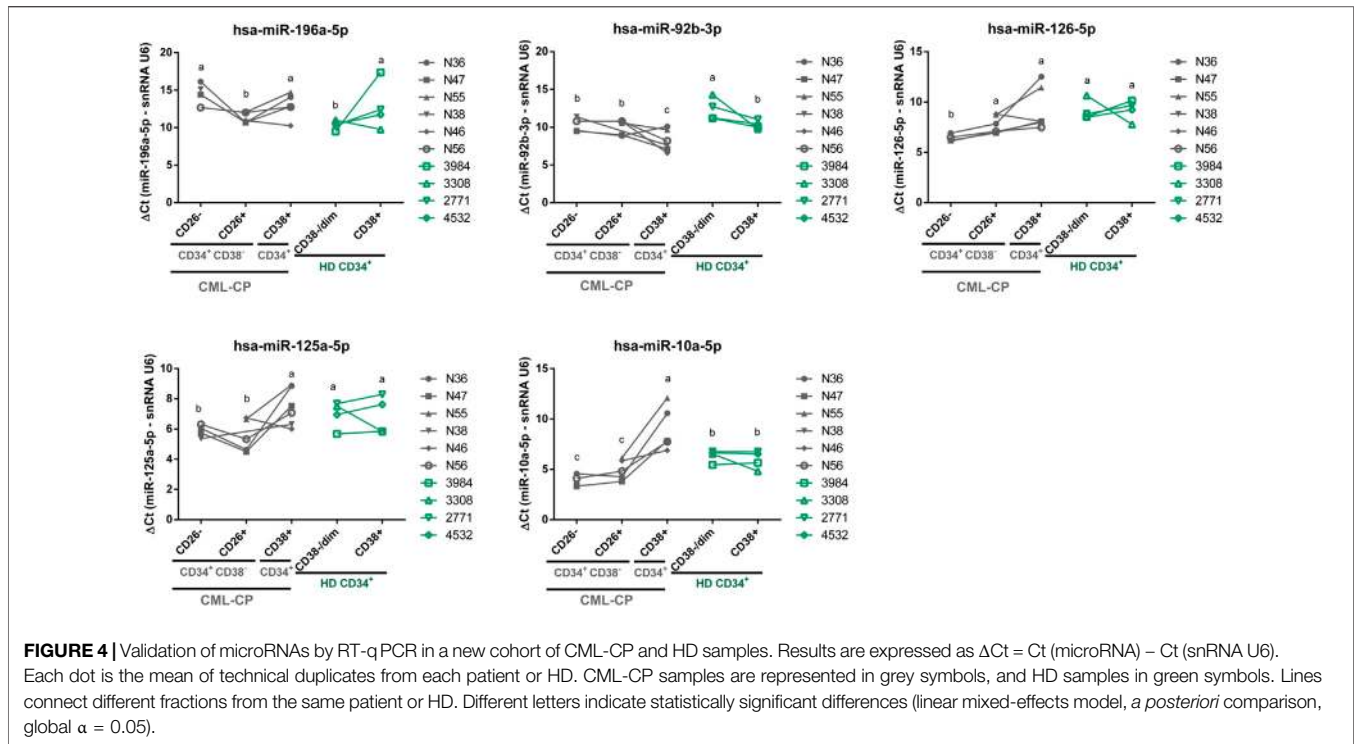 hsa-miR-196a-5p
ΔCt (miR-196a-5p - snRNA U6)
20
15
10
5
0
a
b
a
b
a
CD26-
CD26+
CD38+
CD38-/dim
CD38+
CD34+ CD38-
CD34+
HD CD34+
CML-CP
N36
N47
N55
N38
N46
N56
3984
3308
2771
4532
hsa-miR-92b-3p
ΔCt (miR-92b-3p - snRNA U6)
20
15
10
5
0
b
b
c
a
b
CD26-
CD26+
CD38+
CD38-/dim
CD38+
CD34+ CD38-
CD34+
HD CD34+
CML-CP
N36
N47
N55
N38
N46
N56
3984
3308
2771
4532
hsa-miR-126-5p
ΔCt (miR-126-5p - snRNA U6)
15
10
5
0
b
a
a
a
a
CD26-
CD26+
CD38+
CD38-/dim
CD38+
CD34+ CD38-
CD34+
HD CD34+
CML-CP
N36
N47
N55
N38
N46
N56
3984
3308
2771
4532
hsa-miR-125a-5p
ΔCt (miR-125a-5p - snRNA U6)
10
8
6
4
2
0
b
b
a
a
a
CD26-
CD26+
CD38+
CD38-/dim
CD38+
CD34+ CD38-
CD34+
HD CD34+
CML-CP
N36
N47
N55
N38
N46
N56
3984
3308
2771
4532
hsa-miR-10a-5p
ΔCt (miR-10a-5p - snRNA U6)
15
10
5
0
c
c
a
b
b
CD26-
CD26+
CD38+
CD38-/dim
CD38+
CD34+ CD38-
CD34+
HD CD34+
CML-CP
N36
N47
N55
N38
N46
N56
3984
3308
2771
4532
FIGURE 4 | Validation of microRNAs by RT-q PCR in a new cohort of CML-CP and HD samples. Results are expressed as ΔCt = Ct (microRNA) – Ct (snRNA U6).
Each dot is the mean of technical duplicates from each patient or HD. CML-CP samples are represented in grey symbols, and HD samples in green symbols. Lines
connect different fractions from the same patient or HD. Different letters indicate statistically significant differences (linear mixed-effects model, a posteriori comparison,
global α = 0.05).